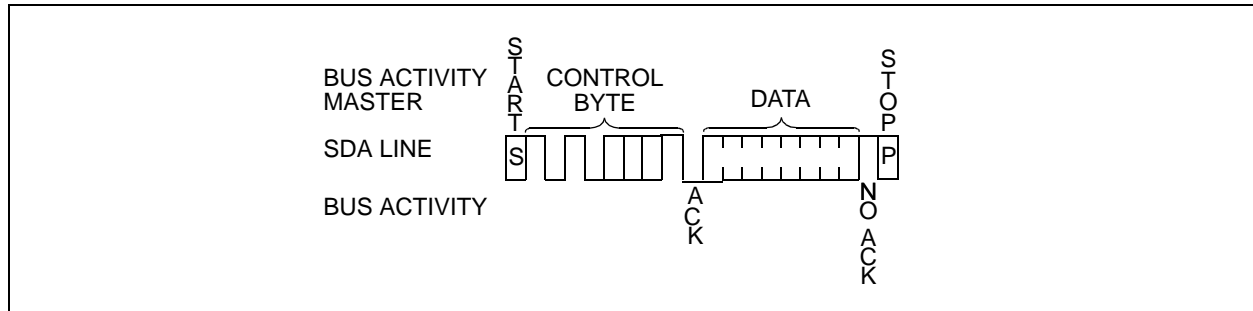 BUS ACTIVITY
MASTER
START
CONTROL
BYTE
DATA
STOP
SDA LINE
S
P
BUS ACTIVITY
ACK
NO ACK